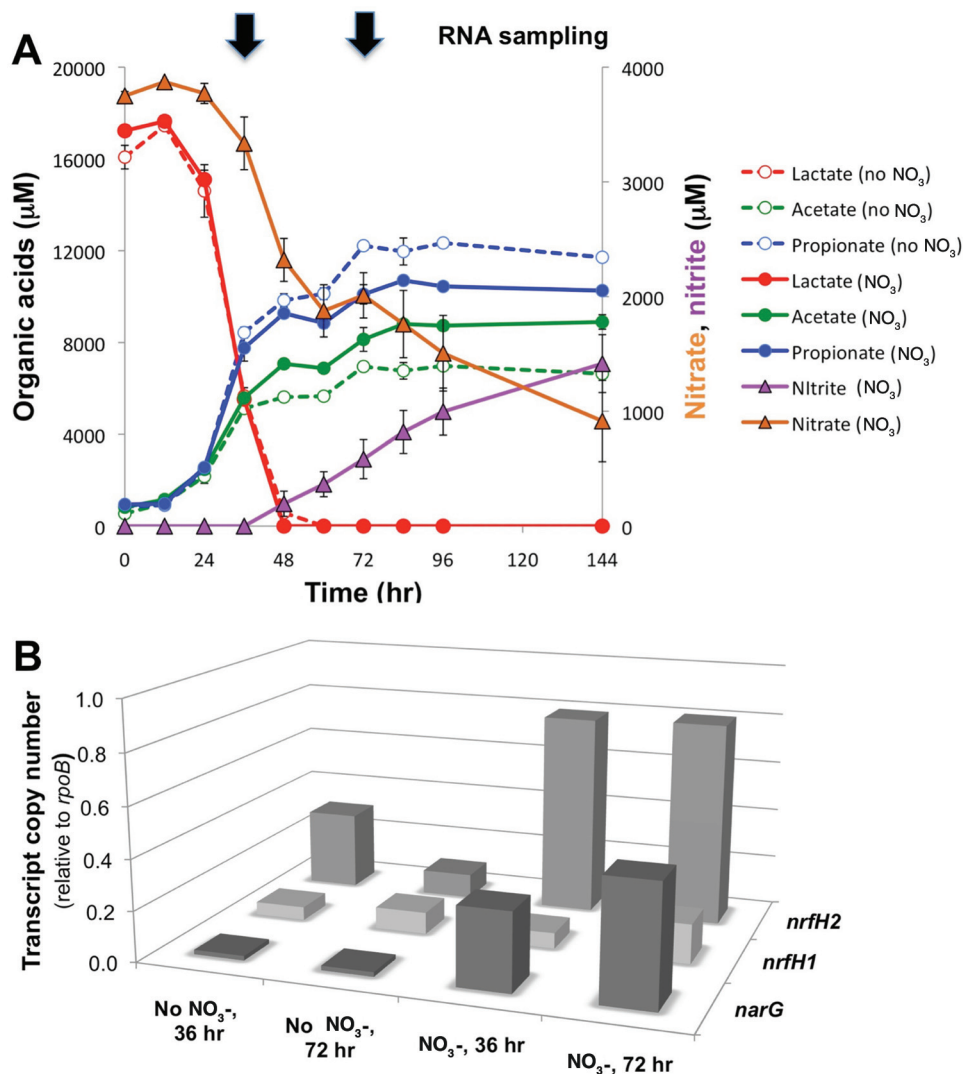 A
RNA sampling
20000
16000
12000
8000
4000
0
Organic acids (µM)
4000
3000
2000
1000
0
Nitrate, nitrite (µM)
0
24
48
72
96
120
144
Time (hr)
Lactate (no NO3)
Acetate (no NO3)
Propionate (no NO3)
Lactate (NO3)
Acetate (NO3)
Propionate (NO3)
NItrite (NO3)
Nitrate (NO3)
B
Transcript copy number
(relative to rpoB)
1.0
0.8
0.6
0.4
0.2
0.0
No NO3-,
36 hr
No NO3-,
72 hr
NO3-, 36 hr
NO3-, 72 hr
nrfH2
nrfH1
narG